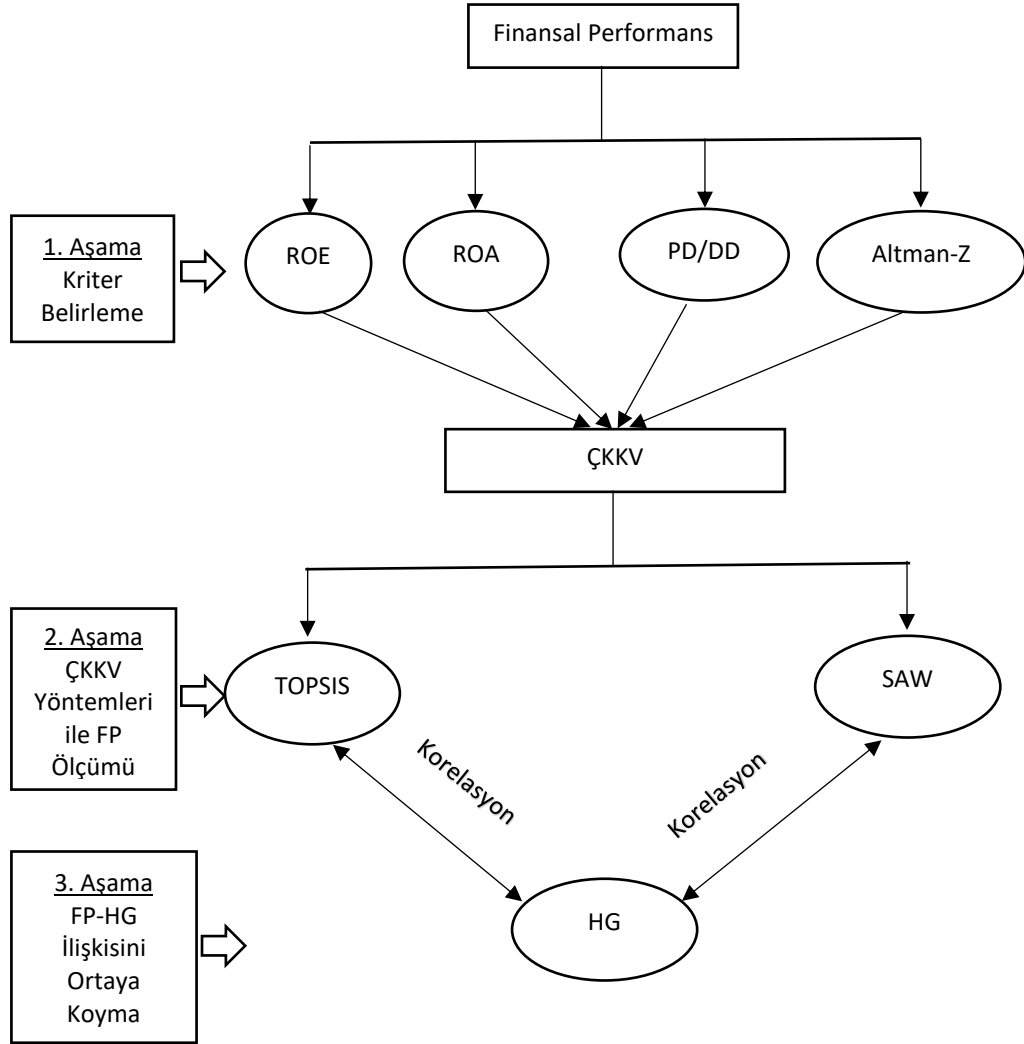 Finansal Performans
1. Aşama
Kriter
Belirleme
ROE
ROA
PD/DD
Altman-Z
ÇKKV
2. Aşama
ÇKKV
Yöntemleri
ile FP
Ölçümü
TOPSIS
SAW
Korelasyon
Korelasyon
3. Aşama
FP-HG
İlişkisini
Ortaya
Koyma
HG